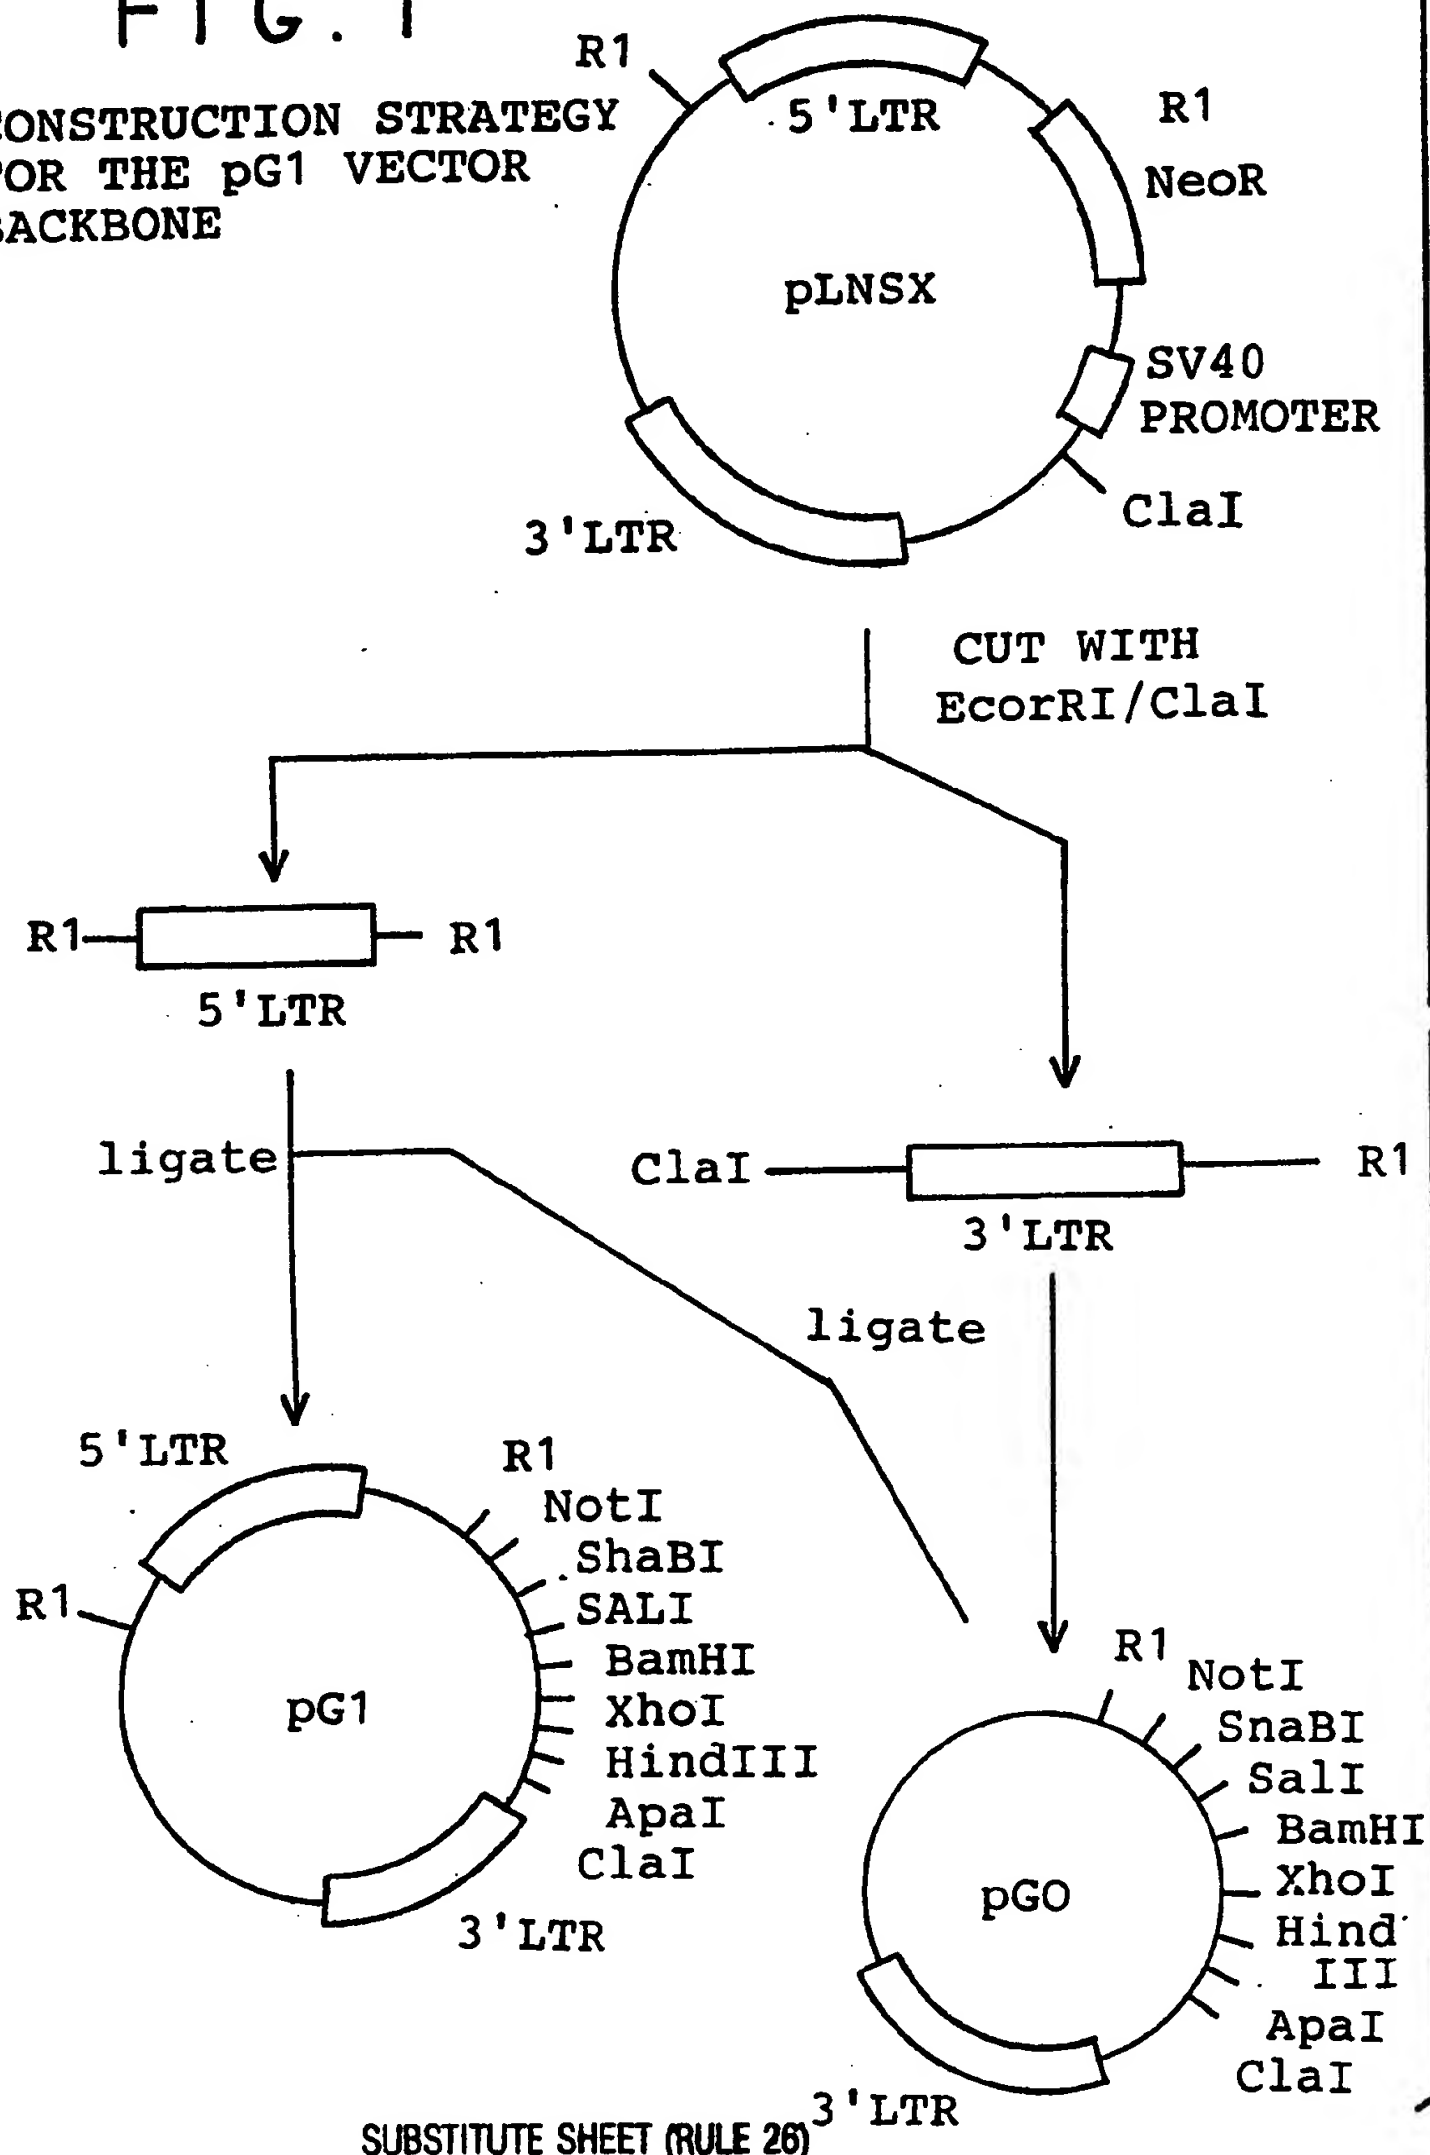 FIG. 1
CONSTRUCTION STRATEGY
FOR THE pG1 VECTOR
BACKBONE
R1
5'LTR
R1
NeoR
pLNSX
SV40
PROMOTER
ClaI
3'LTR
CUT WITH
EcorRI/ClaI
R1
R1
5'LTR
ligate
ClaI
R1
3'LTR
ligate
5'LTR
R1
NotI
ShaBI
SALI
BamHI
XhoI
HindIII
ApaI
ClaI
R1
pG1
3'LTR
R1
NotI
SnaBI
SalI
BamHI
XhoI
Hind
III
ApaI
ClaI
pGO
3'LTR
SUBSTITUTE SHEET (RULE 26)